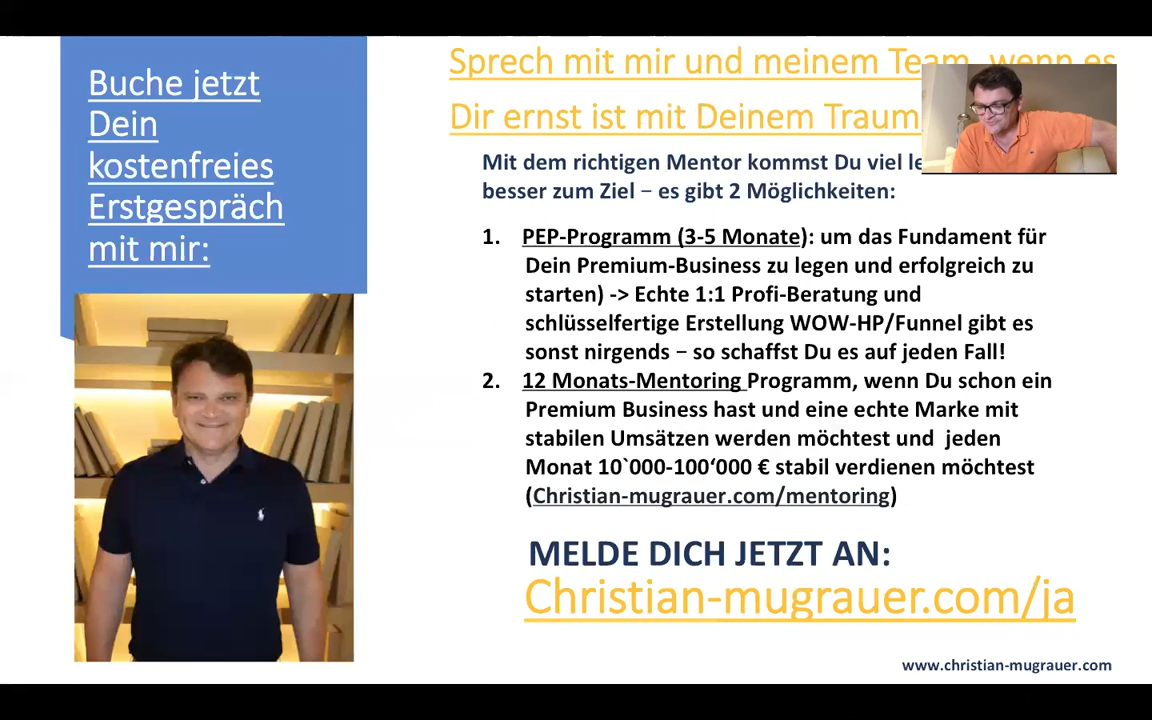 Buche jetzt
Dein
kostenfreies
Erstgespräch
mit mir:
Sprech mit mir und meinem Team, wenn es
Dir ernst ist mit Deinem Traum
Mit dem richtigen Mentor kommst Du viel
besser zum Ziel – es gibt 2 Möglichkeiten:
1. PEP-Programm (3-5 Monate): um das Fundament für
Dein Premium-Business zu legen und erfolgreich zu
starten) -> Echte 1:1 Profi-Beratung und
schlüsselfertige Erstellung WOW-HP/Funnel gibt es
sonst nirgends – so schaffst Du es auf jeden Fall!
2. 12 Monats-Mentoring Programm, wenn Du schon ein
Premium Business hast und eine echte Marke mit
stabilen Umsätzen werden möchtest und jeden
Monat 10`000-100‘000 € stabil verdienen möchtest
(Christian-mugrauer.com/mentoring)
MELDE DICH JETZT AN:
Christian-mugrauer.com/ja
www.christian-mugrauer.com